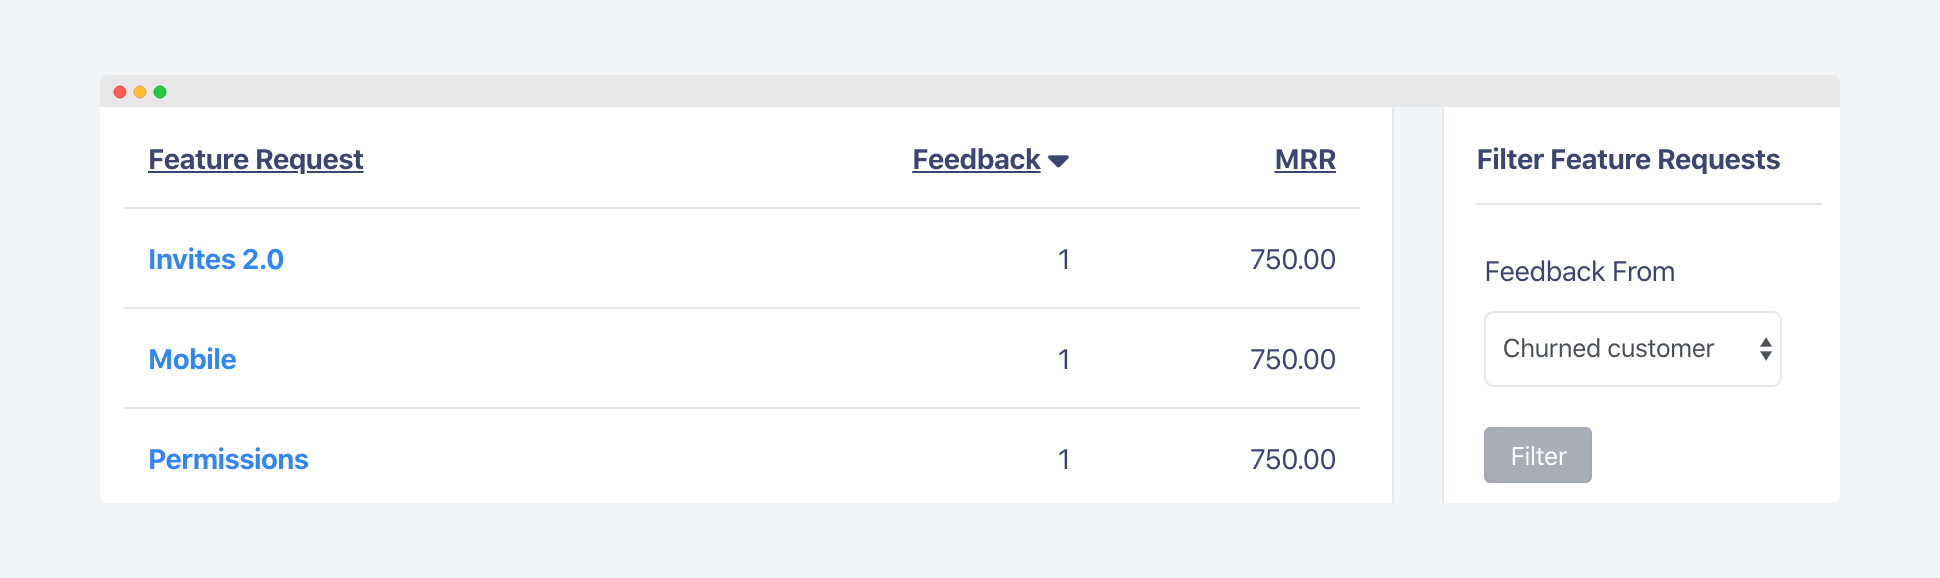 Feature Request Feedback MRR
Invites 2.0 1 750.00
Mobile 1 750.00
Permissions 1 750.00
Filter Feature Requests
Feedback From
Churned customer
Filter